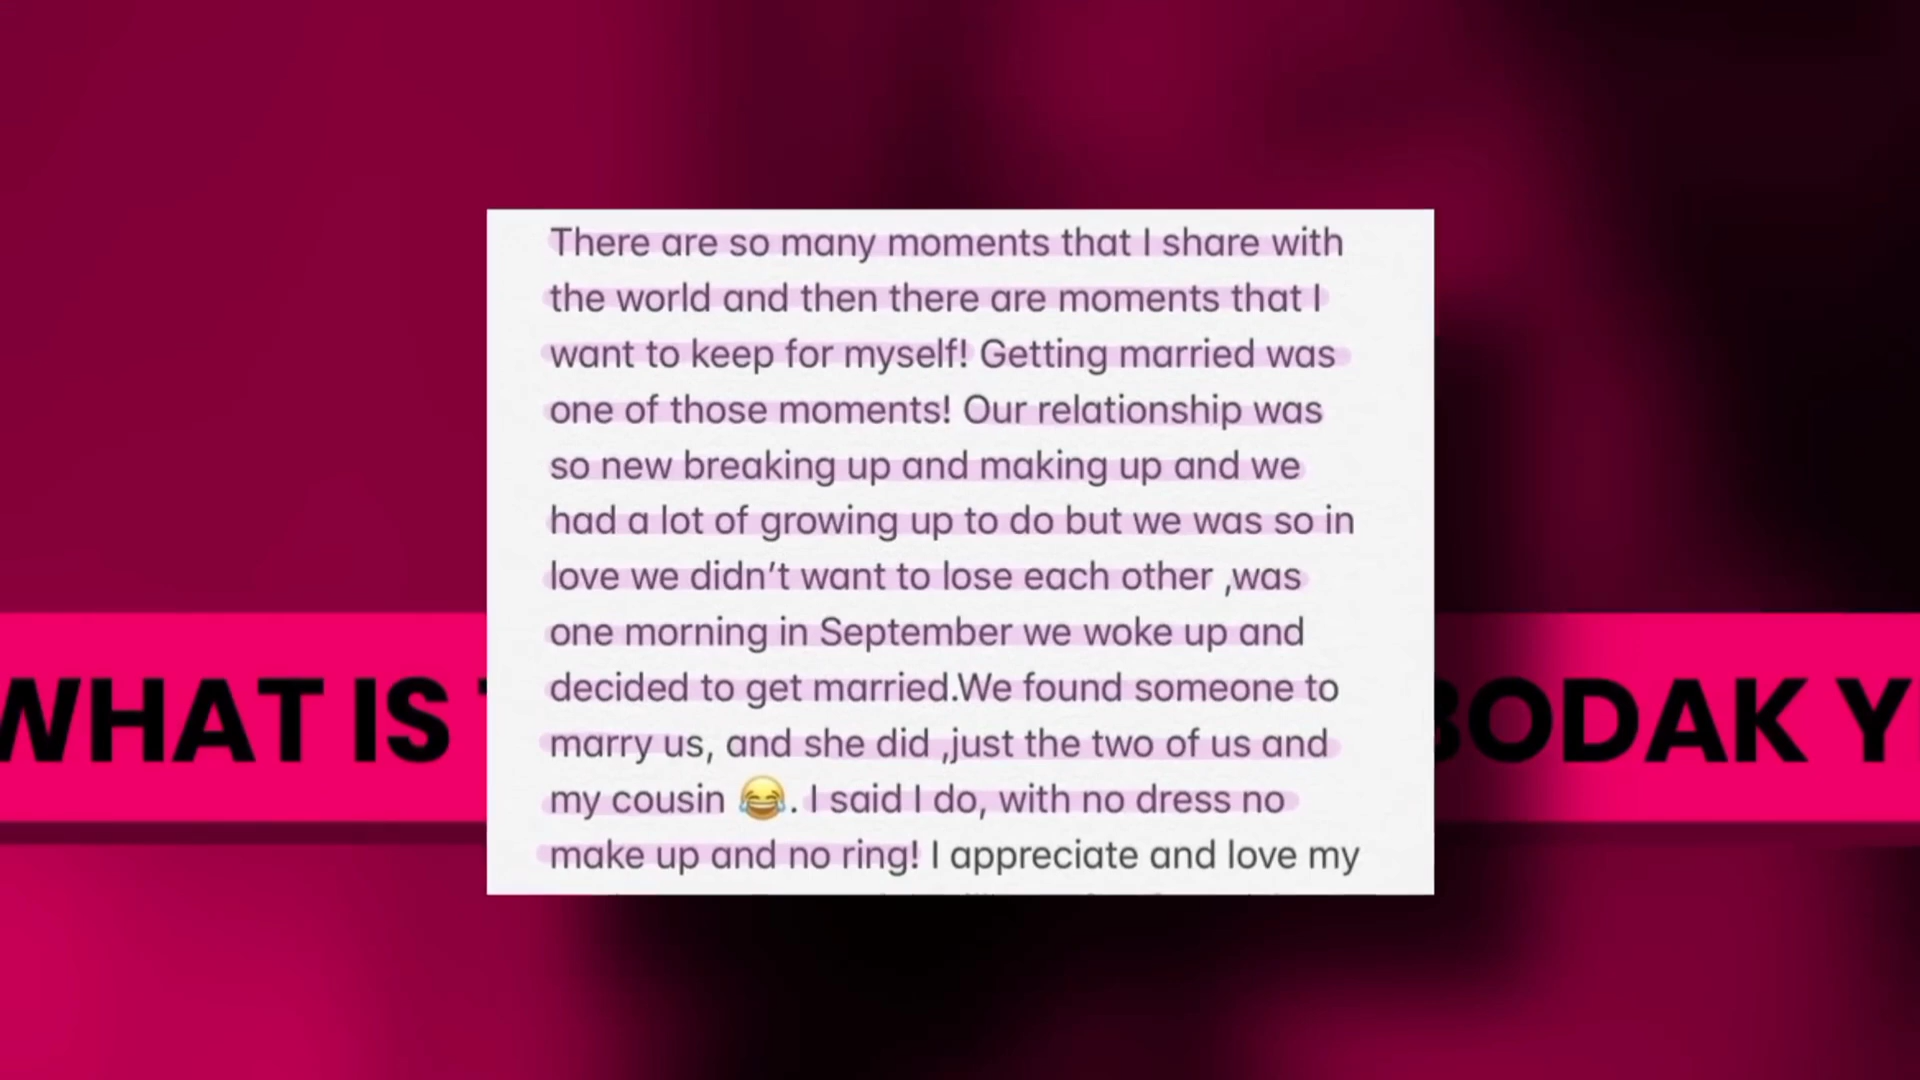 There are so many moments that I share with
the world and then there are moments that I
want to keep for myself! Getting married was
one of those moments! Our relationship was
so new breaking up and making up and we
had a lot of growing up to do but we was so in
love we didn’t want to lose each other ,was
one morning in September we woke up and
decided to get married.We found someone to
marry us, and she did ,just the two of us and
my cousin 😂. I said I do, with no dress no
make up and no ring! I appreciate and love my
WHAT IS
BODAK Y